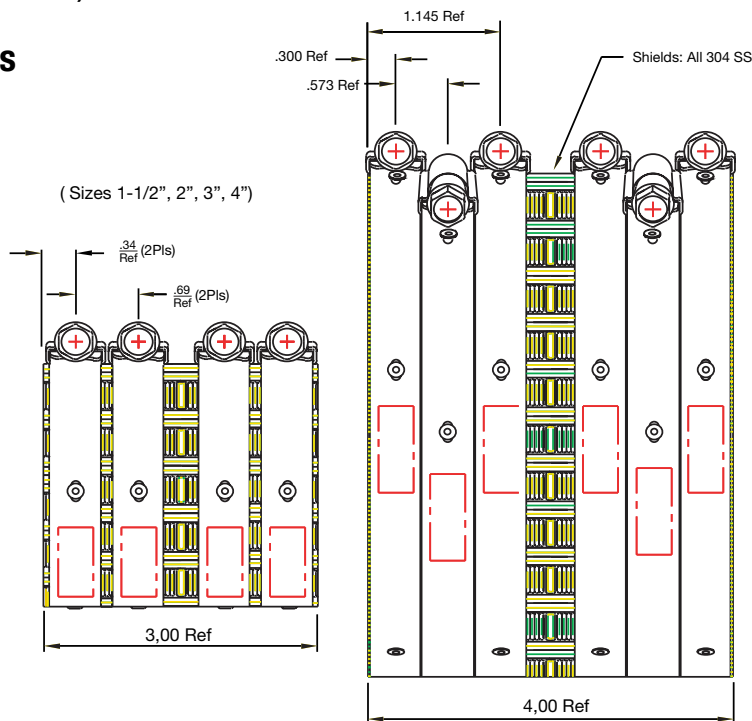 S
1.145 Ref
.300 Ref
.573 Ref
Shields: All 304 SS
( Sizes 1-1/2”, 2”, 3”, 4”)
.34 Ref (2Pls)
.69 Ref (2Pls)
3,00 Ref
4,00 Ref